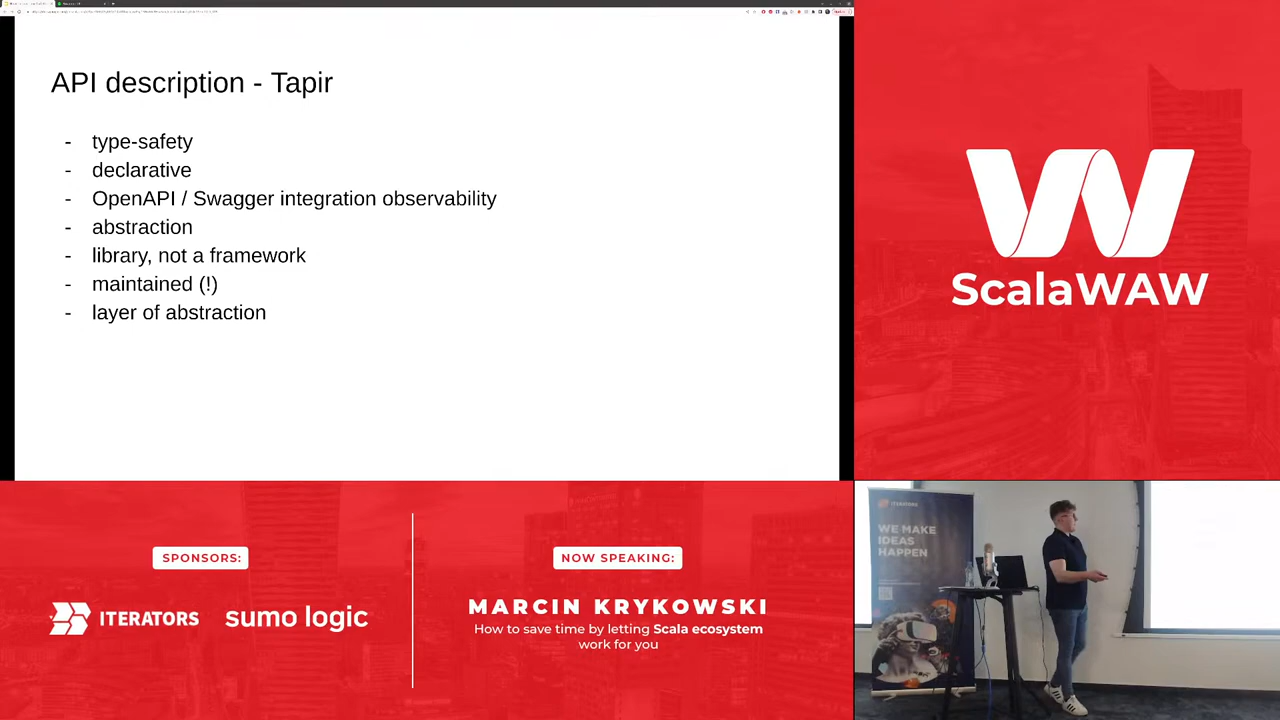 API description - Tapir
- type-safety
- declarative
- OpenAPI / Swagger integration observability
- abstraction
- library, not a framework
- maintained (!)
- layer of abstraction
ScalaWAW
SPONSORS:
ITERATORS
sumo logic
NOW SPEAKING:
MARCIN KRYKOWSKI
How to save time by letting Scala ecosystem
work for you
ITERATORS
WE MAKE
IDEAS
HAPPEN